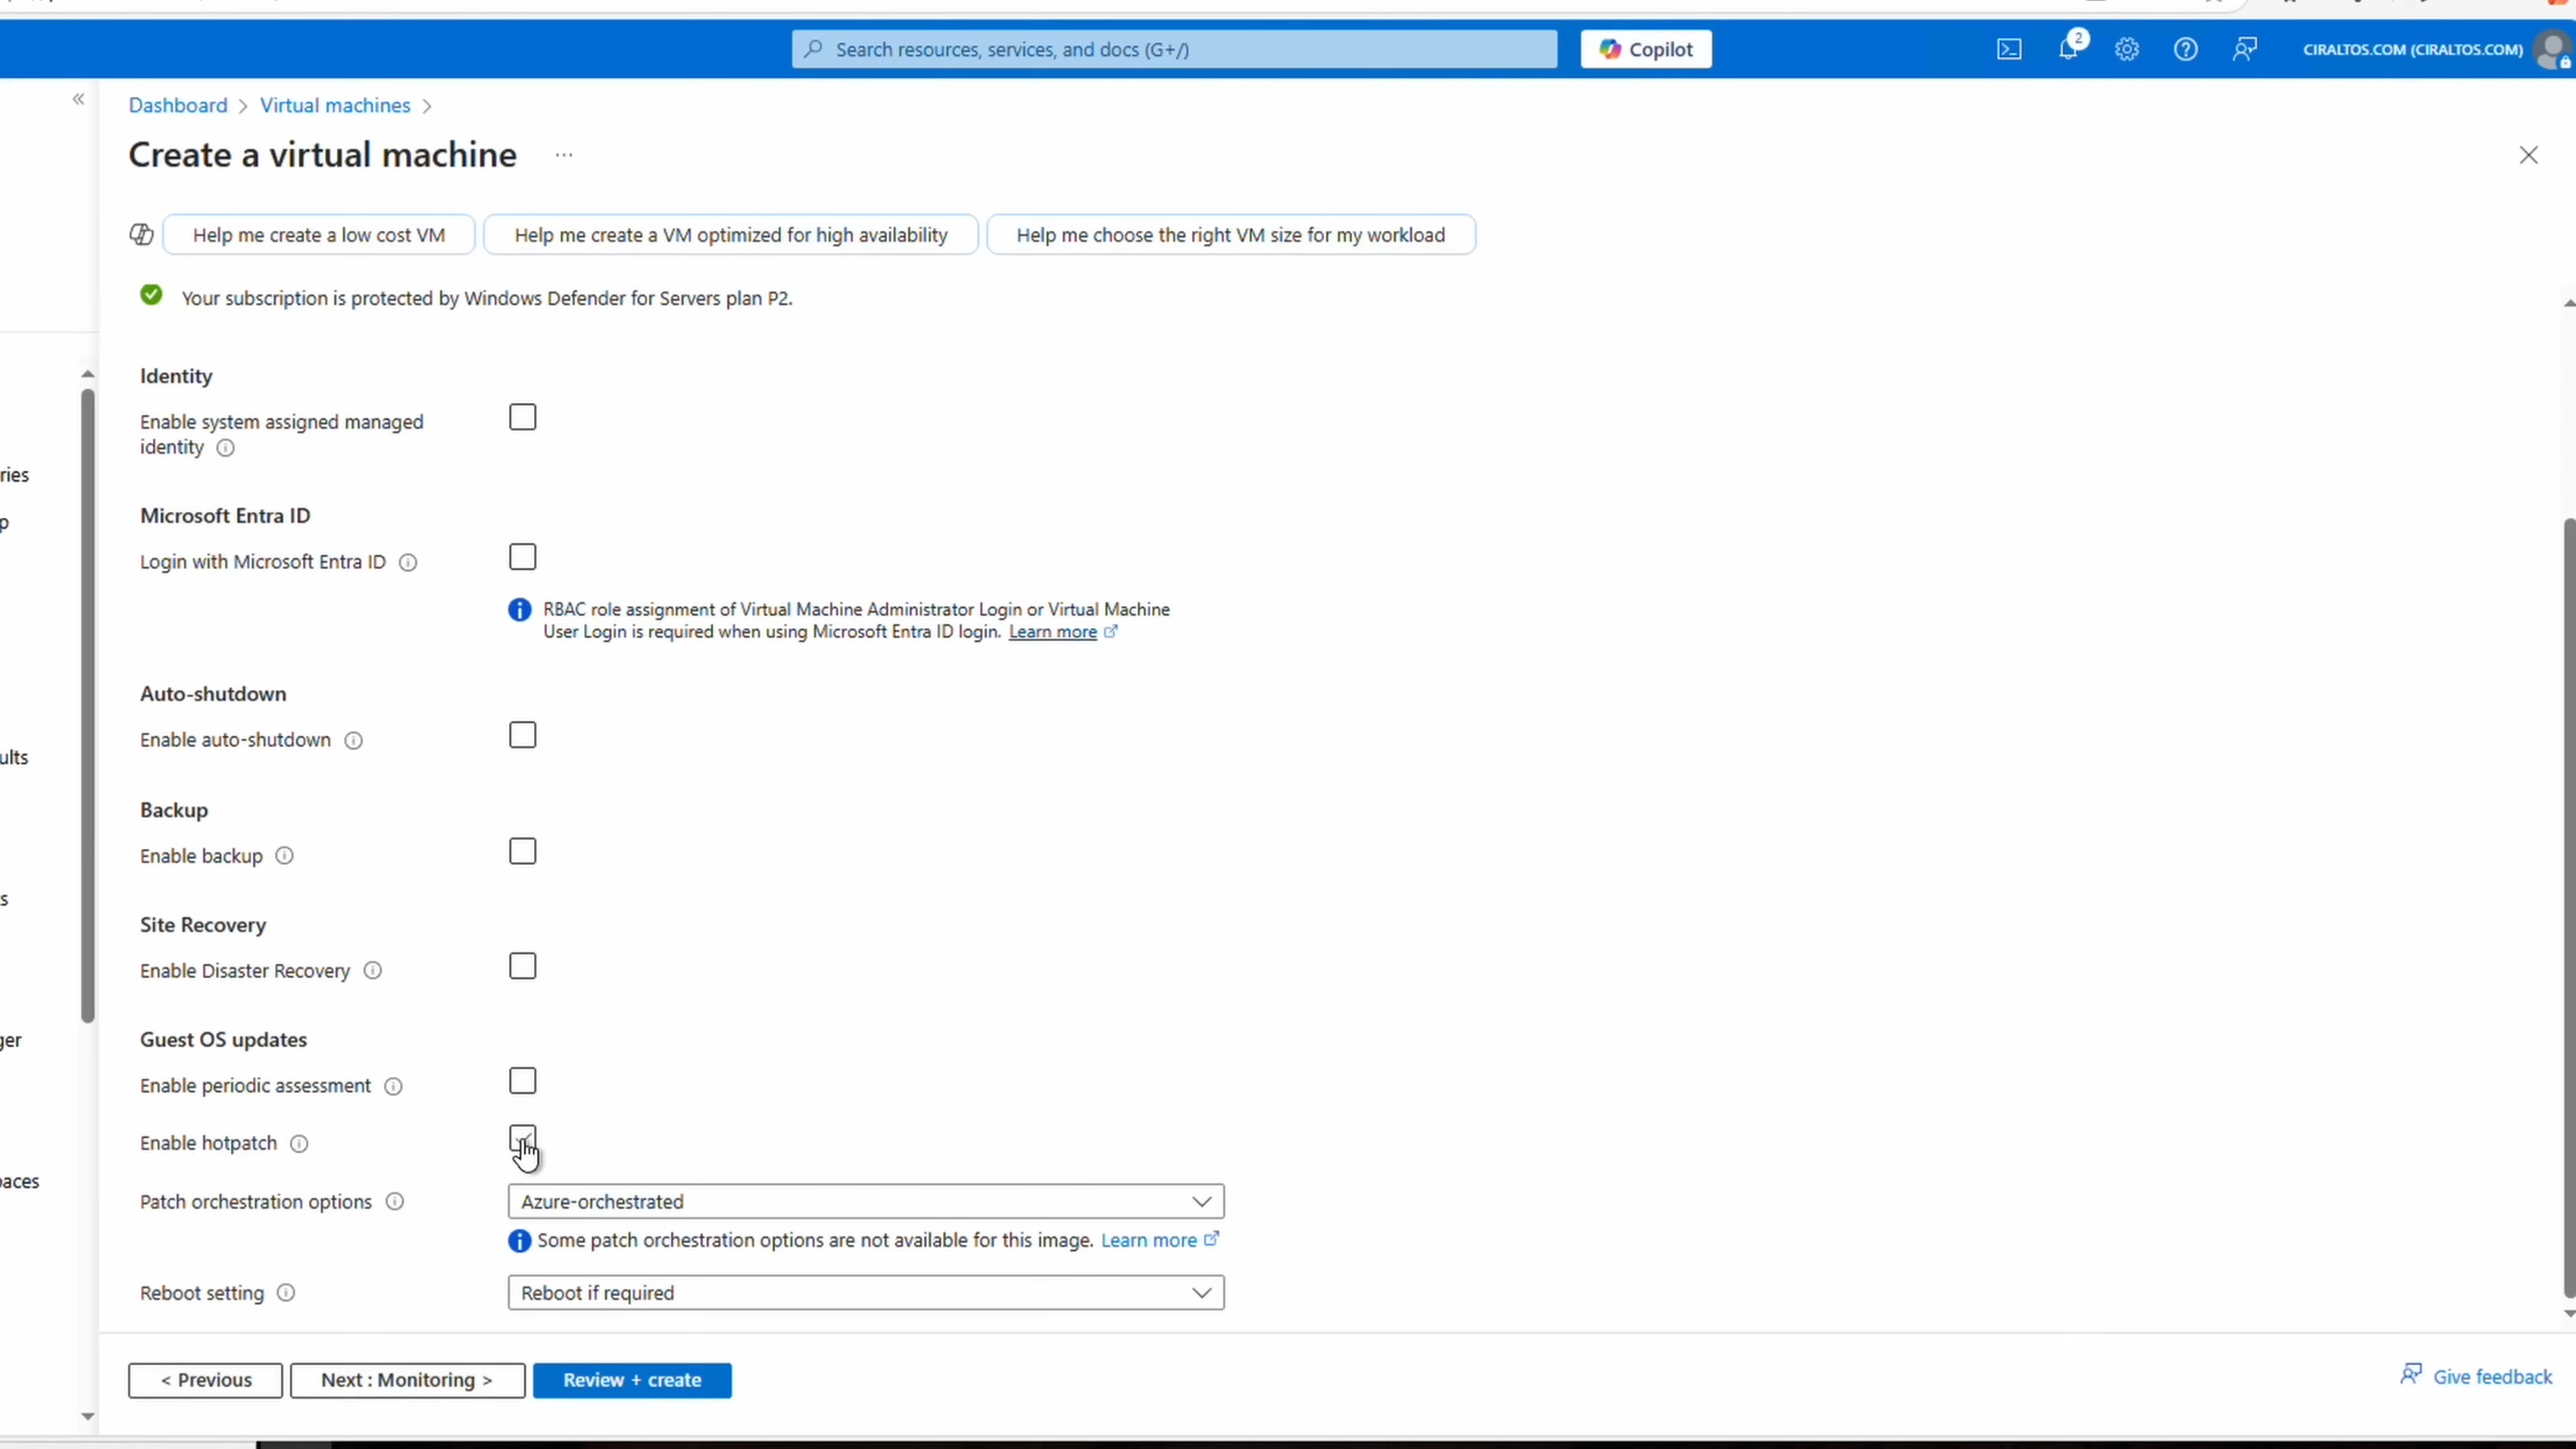 Search resources, services, and docs (G+/)
Copilot
2
CIRALTOS.COM (CIRALTOS.COM)
«
Dashboard > Virtual machines >
Create a virtual machine ...
Help me create a low cost VM
Help me create a VM optimized for high availability
Help me choose the right VM size for my workload
Your subscription is protected by Windows Defender for Servers plan P2.
Identity
Enable system assigned managed
identity
ries
Microsoft Entra ID
p
Login with Microsoft Entra ID
RBAC role assignment of Virtual Machine Administrator Login or Virtual Machine
User Login is required when using Microsoft Entra ID login. Learn more
Auto-shutdown
Enable auto-shutdown
ults
Backup
Enable backup
s
Site Recovery
Enable Disaster Recovery
Guest OS updates
ger
Enable periodic assessment
Enable hotpatch
paces
Patch orchestration options
Azure-orchestrated
Some patch orchestration options are not available for this image. Learn more
Reboot setting
Reboot if required
< Previous
Next : Monitoring >
Review + create
Give feedback